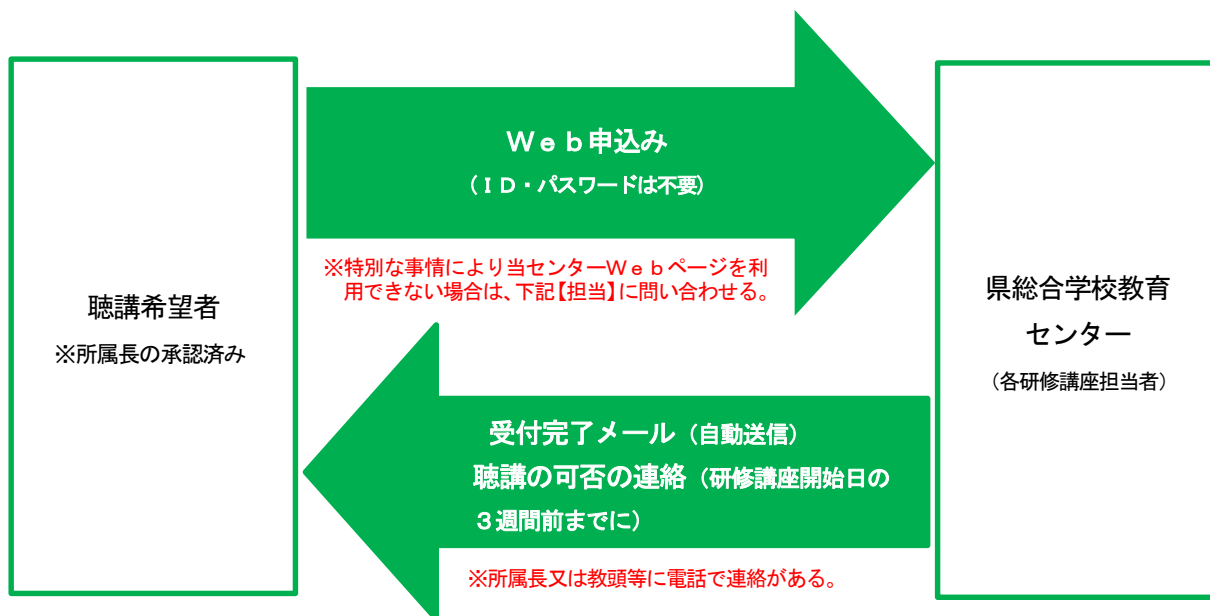 Ｗｅｂ申込み
（ＩＤ・パスワードは不要）
※特別な事情により当センターＷｅｂページを利
用できない場合は、下記【担当】に問い合わせる。
聴講希望者
※所属長の承認済み
県総合学校教育
センター
（各研修講座担当者）
受付完了メール（自動送信）
聴講の可否の連絡（研修講座開始日の
３週間前までに）
※所属長又は教頭等に電話で連絡がある。